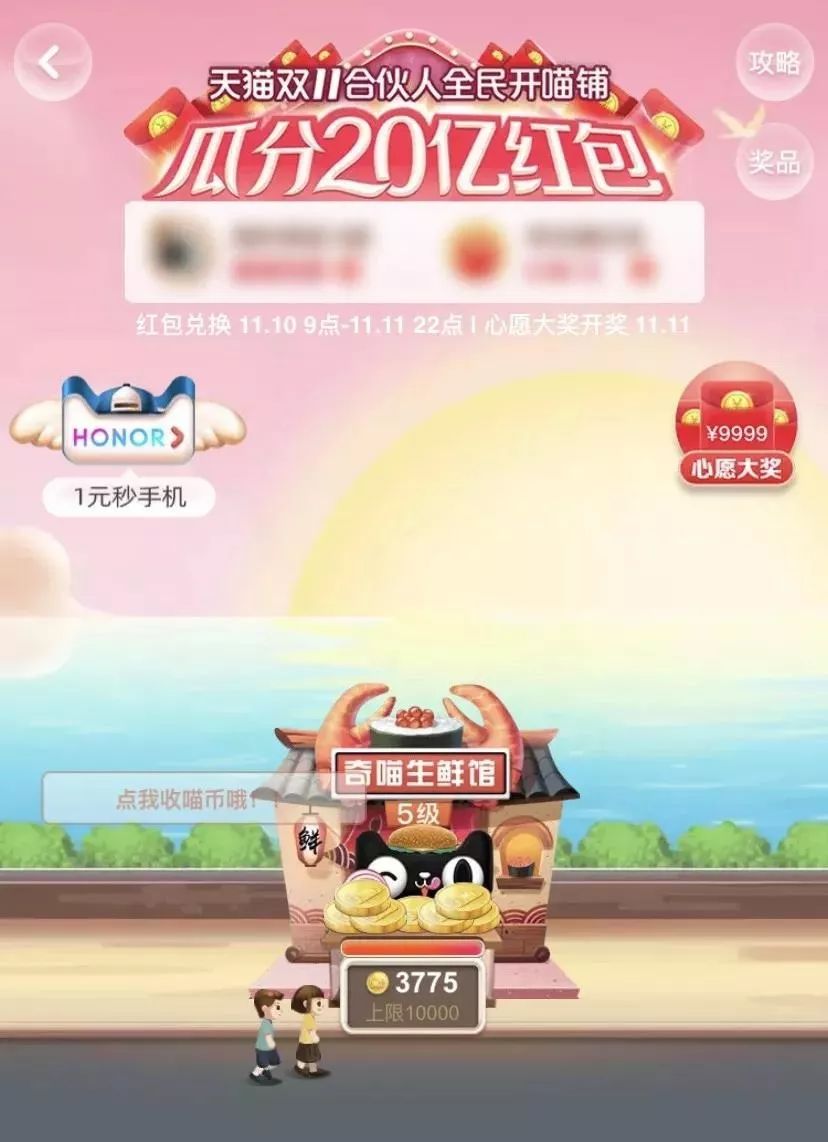 天猫双11合伙人全民开喵铺
攻略
瓜分20亿红包
奖品
红包兑换 11.10 9点-11.11 22点 | 心愿大奖开奖 11.11
HONOR
1元秒手机
¥9999
心愿大奖
奇喵生鲜馆
5级
点我收喵币哦!
鲜
3775
上限10000